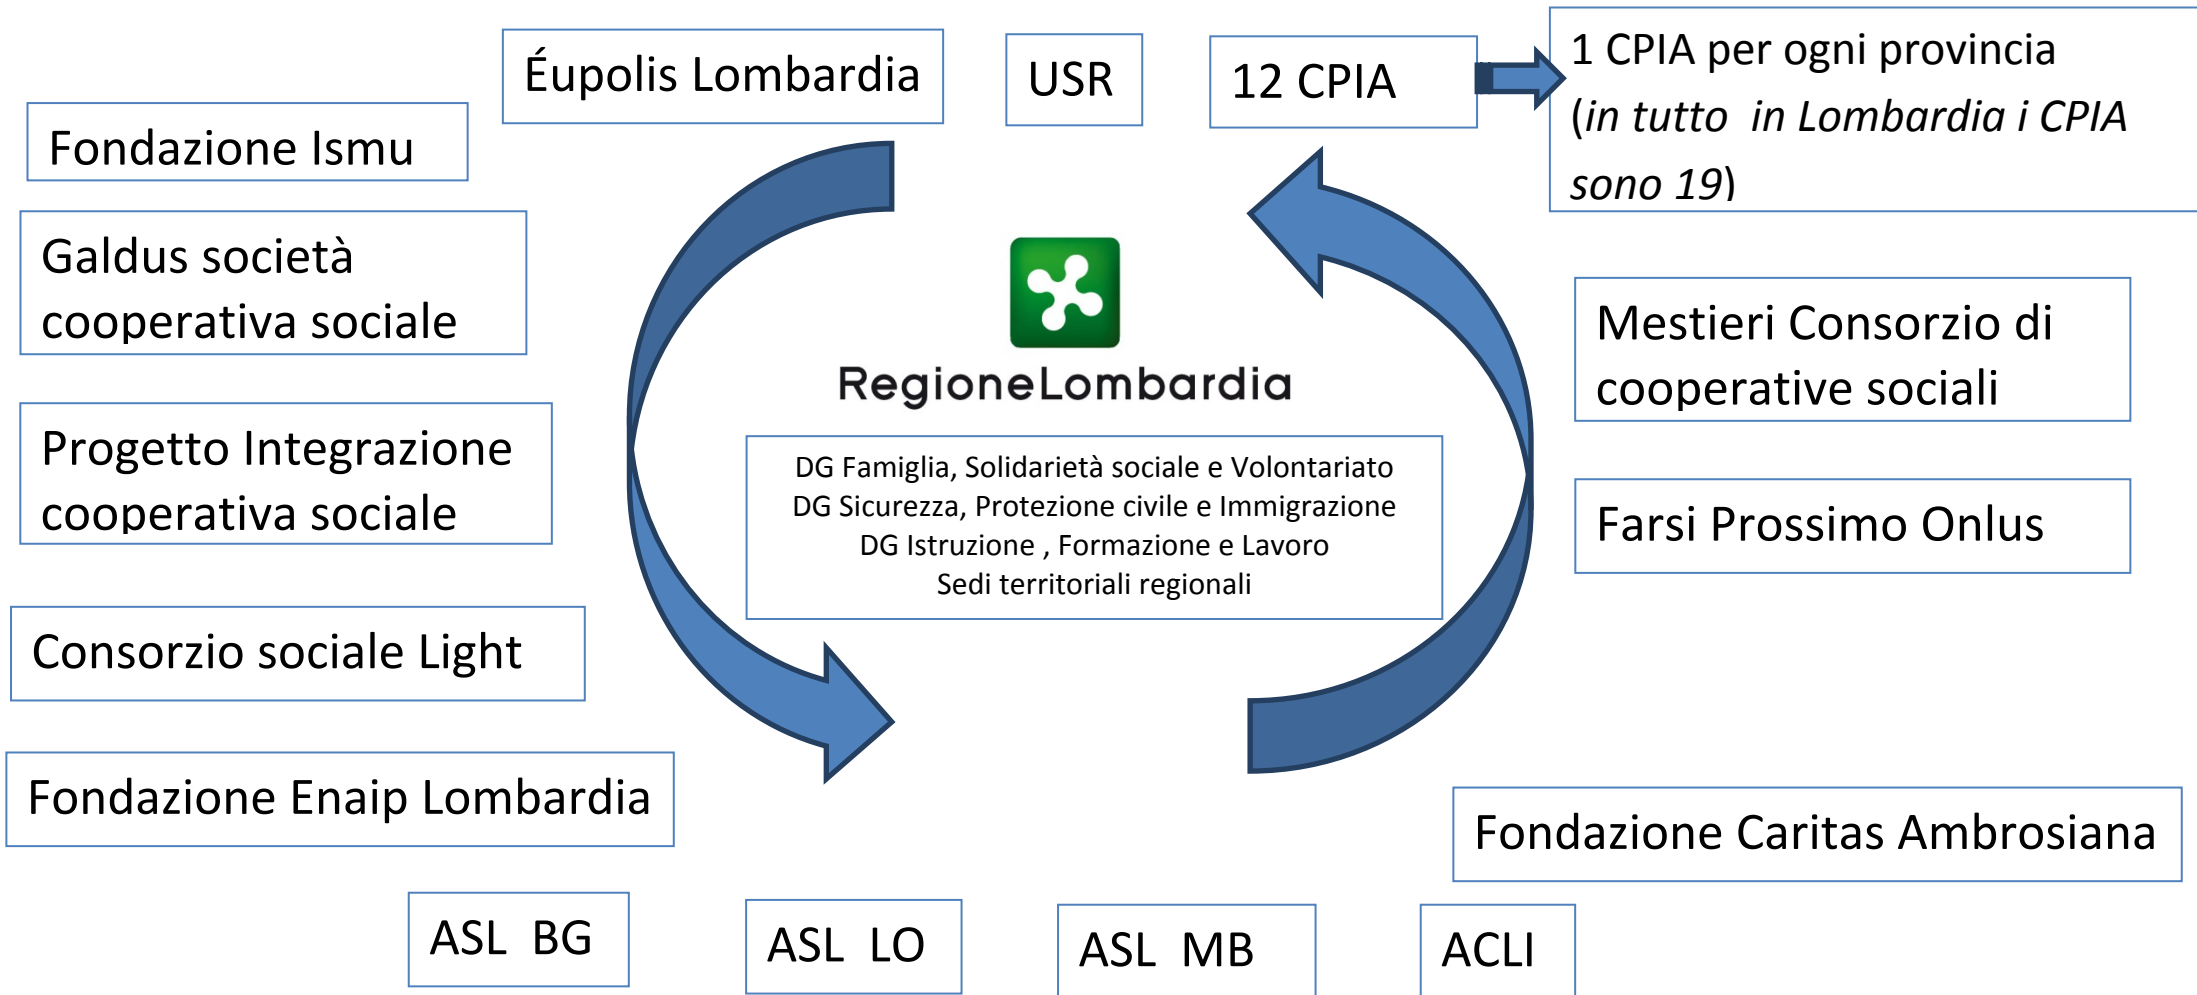 Éupolis Lombardia
USR
12 CPIA
1 CPIA per ogni provincia
(in tutto in Lombardia i CPIA
sono 19)
Fondazione Ismu
Galdus società
cooperativa sociale
Progetto Integrazione
cooperativa sociale
Consorzio sociale Light
Fondazione Enaip Lombardia
RegioneLombardia
DG Famiglia, Solidarietà sociale e Volontariato
DG Sicurezza, Protezione civile e Immigrazione
DG Istruzione , Formazione e Lavoro
Sedi territoriali regionali
Mestieri Consorzio di
cooperative sociali
Farsi Prossimo Onlus
Fondazione Caritas Ambrosiana
ASL BG
ASL LO
ASL MB
ACLI